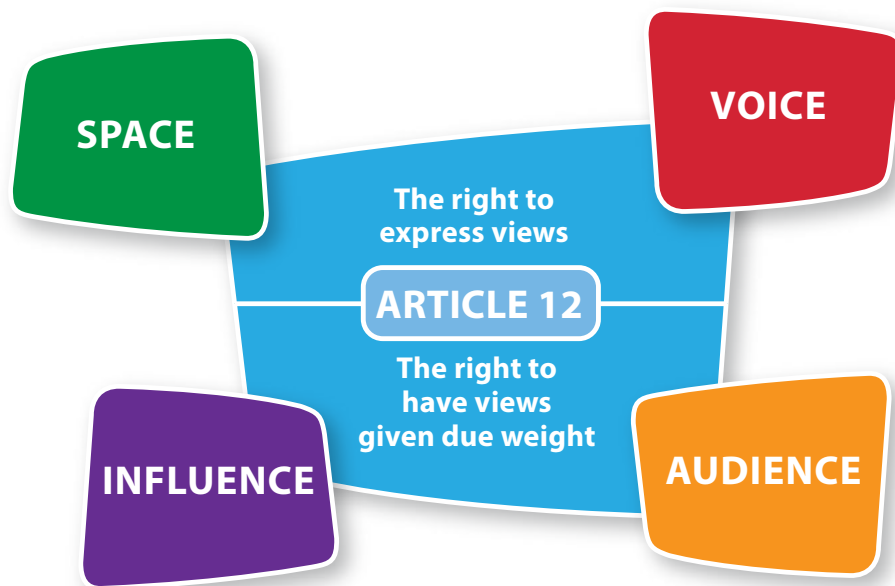 SPACE
VOICE
The right to
express views
ARTICLE 12
The right to
have views
given due weight
INFLUENCE
AUDIENCE